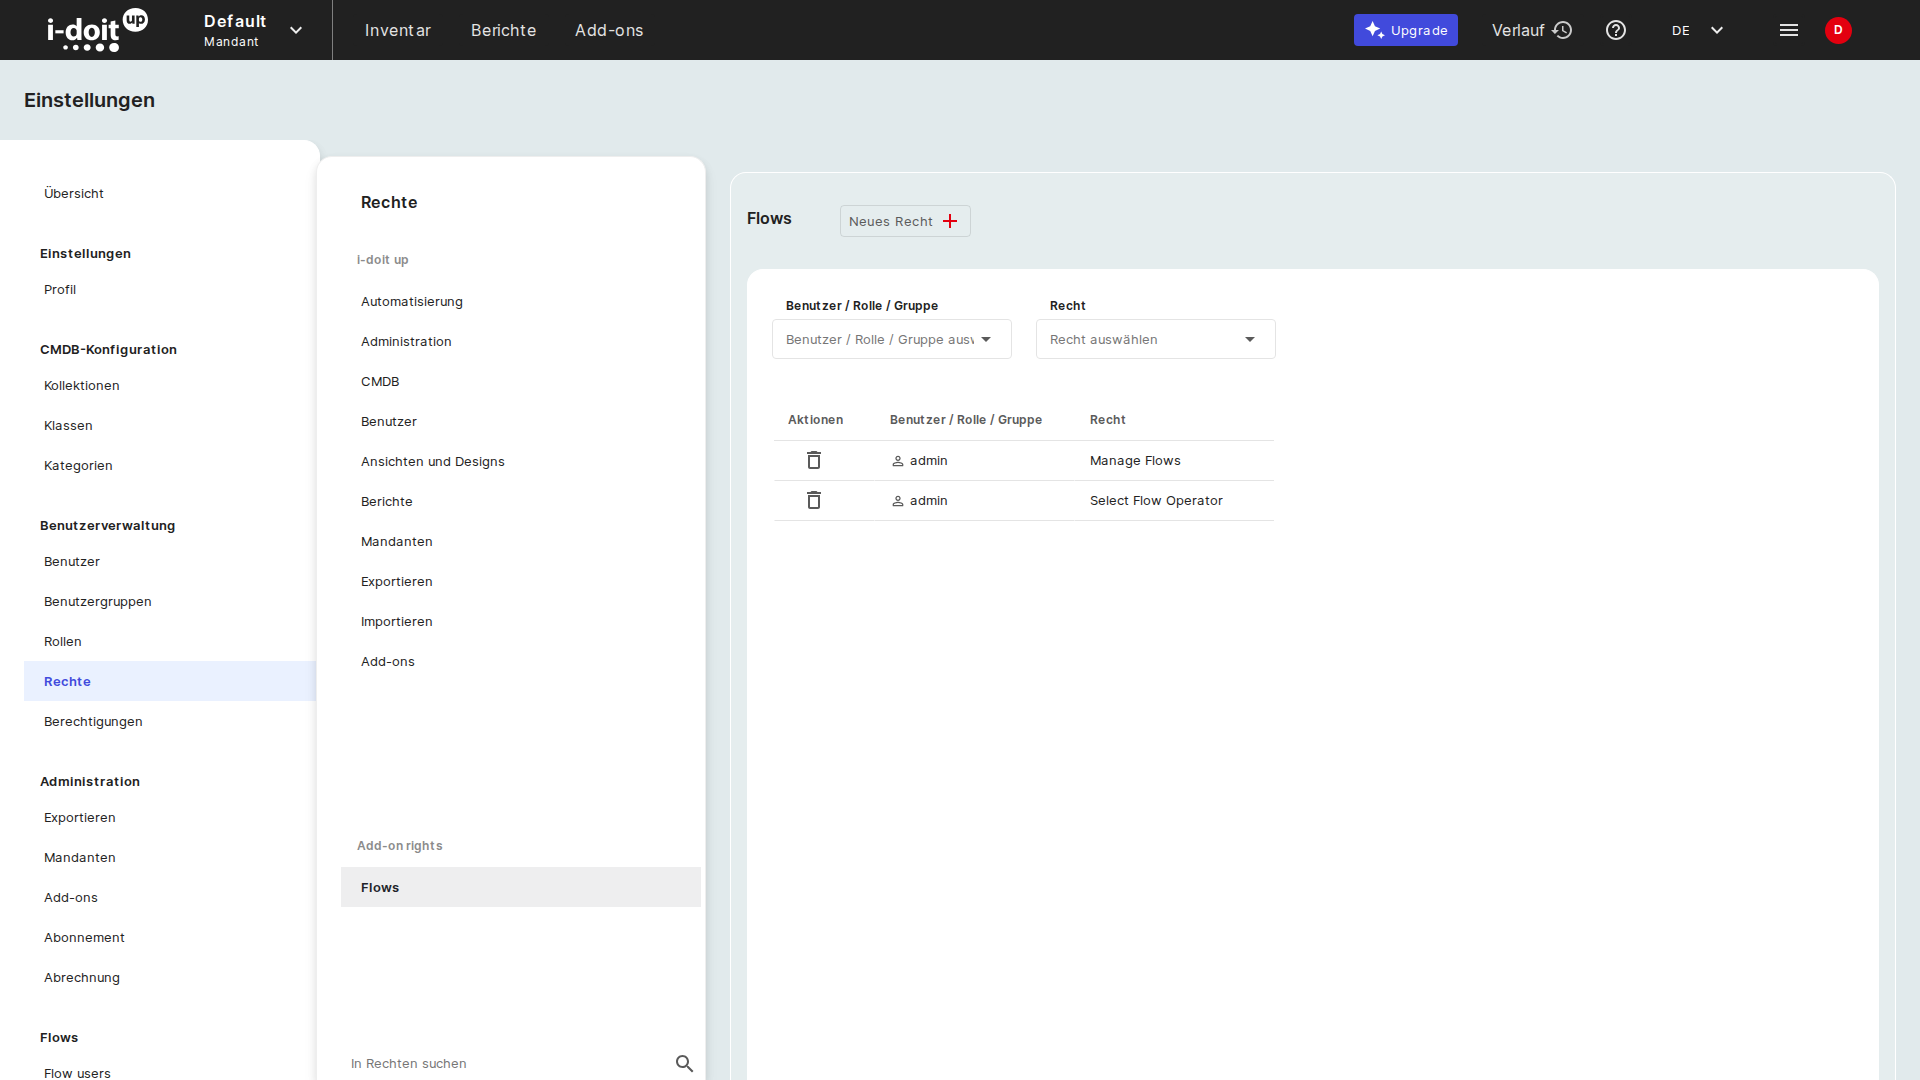 i-doit up
Default
Mandant
Inventar
Berichte
Add-ons
Upgrade
Verlauf
DE
D
Einstellungen
Übersicht
Einstellungen
Profil
CMDB-Konfiguration
Kollektionen
Klassen
Kategorien
Benutzerverwaltung
Benutzer
Benutzergruppen
Rollen
Rechte
Berechtigungen
Administration
Exportieren
Mandanten
Add-ons
Abonnement
Abrechnung
Flows
Flow users
Rechte
i-doit up
Automatisierung
Administration
CMDB
Benutzer
Ansichten und Designs
Berichte
Mandanten
Exportieren
Importieren
Add-ons
Add-on rights
Flows
In Rechten suchen
Flows
Neues Recht
Benutzer / Rolle / Gruppe
Recht
Benutzer / Rolle / Gruppe ausw
Recht auswählen
Aktionen Benutzer / Rolle / Gruppe Recht
admin Manage Flows
admin Select Flow Operator